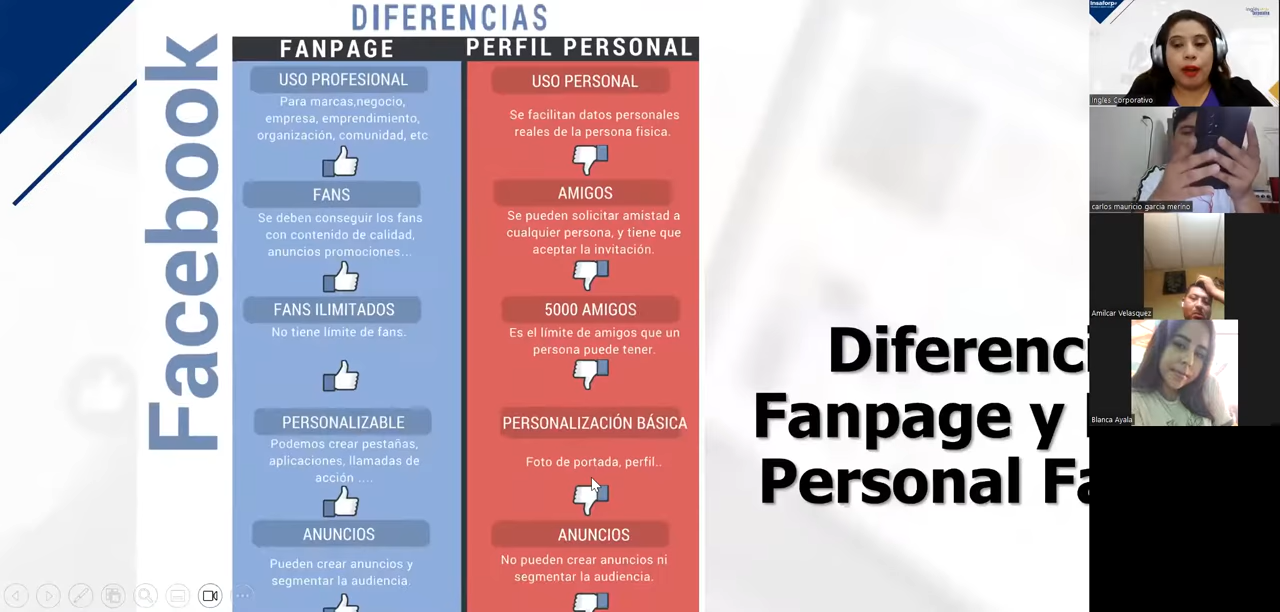 DIFERENCIAS
Facebook
FANPAGE
USO PROFESIONAL
Para marcas,negocio,
empresa, emprendimiento,
organización, comunidad, etc
FANS
Se deben conseguir los fans
con contenido de calidad,
anuncios promociones...
FANS ILIMITADOS
No tiene límite de fans.
PERSONALIZABLE
Podemos crear pestañas,
aplicaciones, llamadas de
acción ....
ANUNCIOS
Pueden crear anuncios y
segmentar la audiencia.
PERFIL PERSONAL
USO PERSONAL
Se facilitan datos personales
reales de la persona fisica.
AMIGOS
Se pueden solicitar amistad a
cualquier persona, y tiene que
aceptar la invitación.
5000 AMIGOS
Es el límite de amigos que un
persona puede tener.
PERSONALIZACIÓN BÁSICA
Foto de portada, perfil..
ANUNCIOS
No pueden crear anuncios ni
segmentar la audiencia.
Diferenci
Fanpage y
Personal Fa
Insaforp
Ingles Corporativo
carlos mauricio garcia merino
Amilcar Velasquez
Blanca Ayala